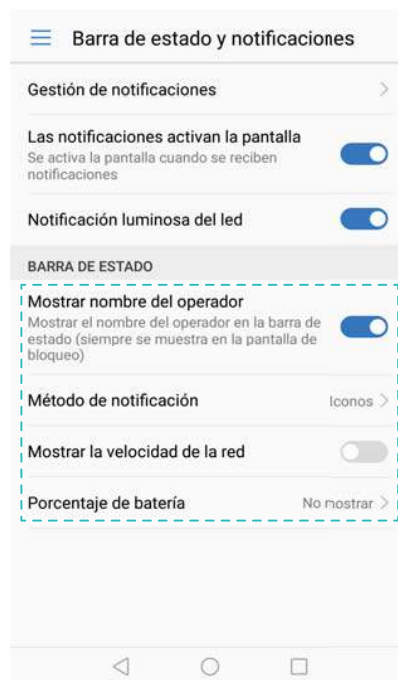 Barra de estado y notificaciones
Gestión de notificaciones
Las notificaciones activan la pantalla
Se activa la pantalla cuando se reciben
notificaciones
Notificación luminosa del led
BARRA DE ESTADO
Mostrar nombre del operador
Mostrar el nombre del operador en la barra de
estado (siempre se muestra en la pantalla de
bloqueo)
Método de notificación Iconos
Mostrar la velocidad de la red
Porcentaje de batería No mostrar